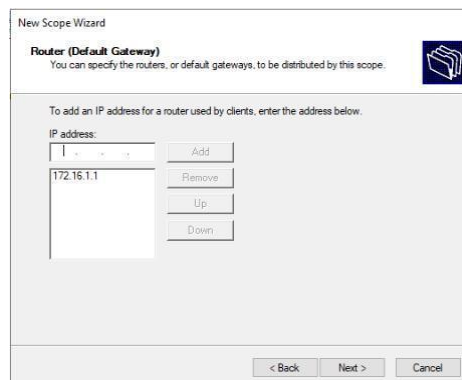 New Scope Wizard
Router (Default Gateway)
You can specify the routers, or default gateways, to be distributed by this scope.
To add an IP address for a router used by clients, enter the address below.
IP address:
. . .
Add
172.16.1.1
Remove
Up
Down
< Back
Next >
Cancel